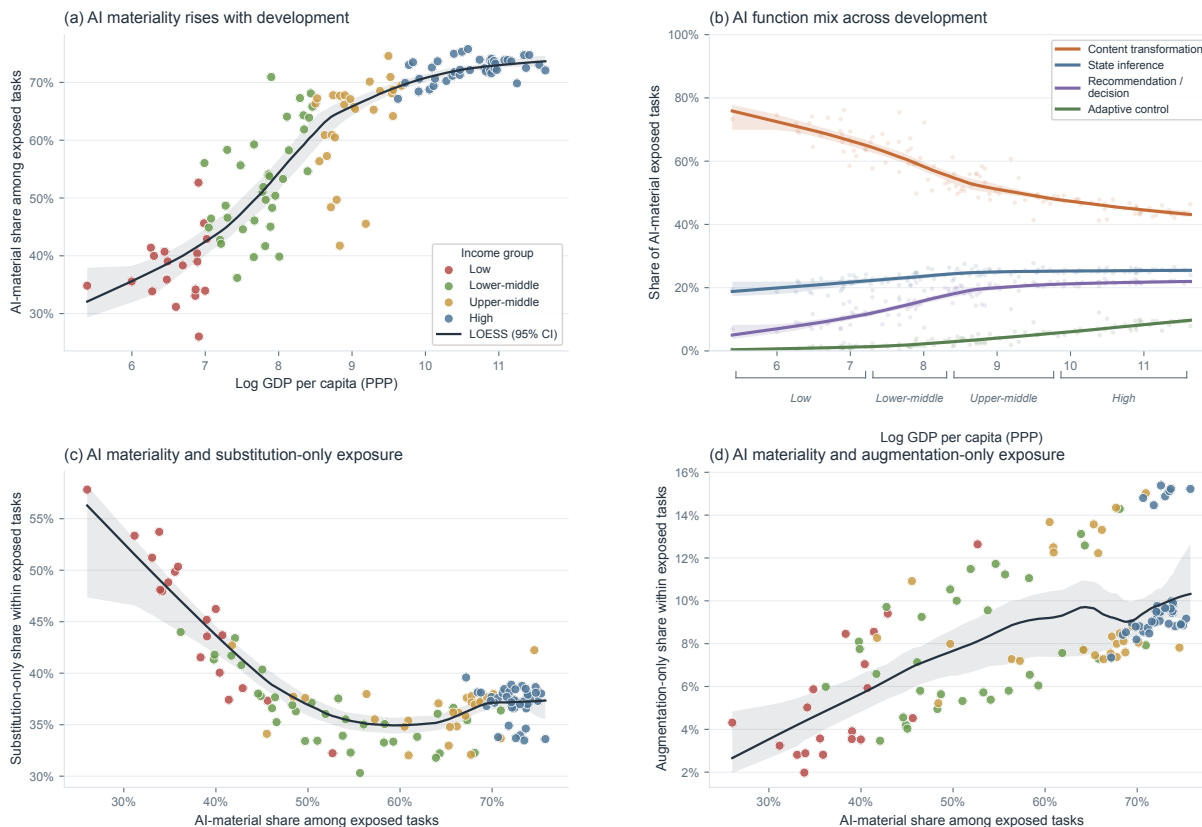 (a) AI materiality rises with development
AI-material share among exposed tasks
70%
60%
50%
40%
30%
6
7
8
9
10
11
Log GDP per capita (PPP)
Income group
Low
Lower-middle
Upper-middle
High
LOESS (95% CI)
(b) AI function mix across development
Share of AI-material exposed tasks
100%
80%
60%
40%
20%
0%
Content transformation
State inference
Recommendation /
decision
Adaptive control
6
7
8
9
10
11
Low
Lower-middle
Upper-middle
High
Log GDP per capita (PPP)
(c) AI materiality and substitution-only exposure
Substitution-only share within exposed tasks
55%
50%
45%
40%
35%
30%
30%
40%
50%
60%
70%
AI-material share among exposed tasks
(d) AI materiality and augmentation-only exposure
Augmentation-only share within exposed tasks
16%
14%
12%
10%
8%
6%
4%
2%
30%
40%
50%
60%
70%
AI-material share among exposed tasks